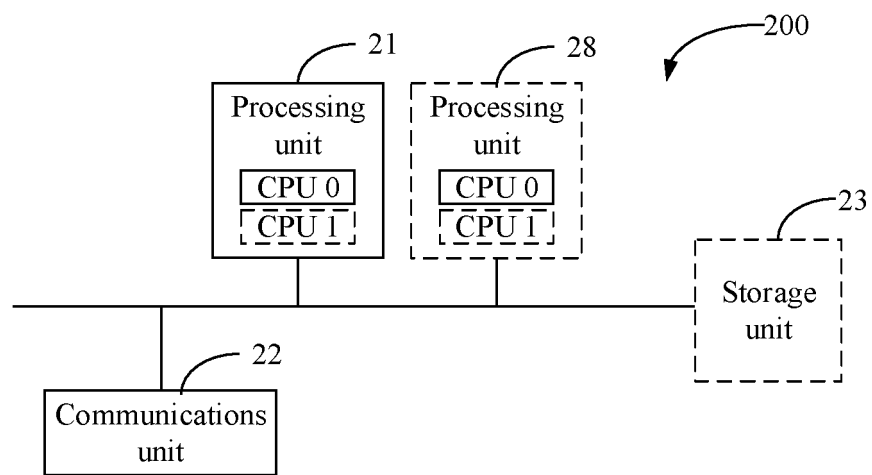 200
21
28
Processing
unit
CPU 0
CPU 1
Processing
unit
CPU 0
CPU 1
23
Storage
unit
22
Communications
unit